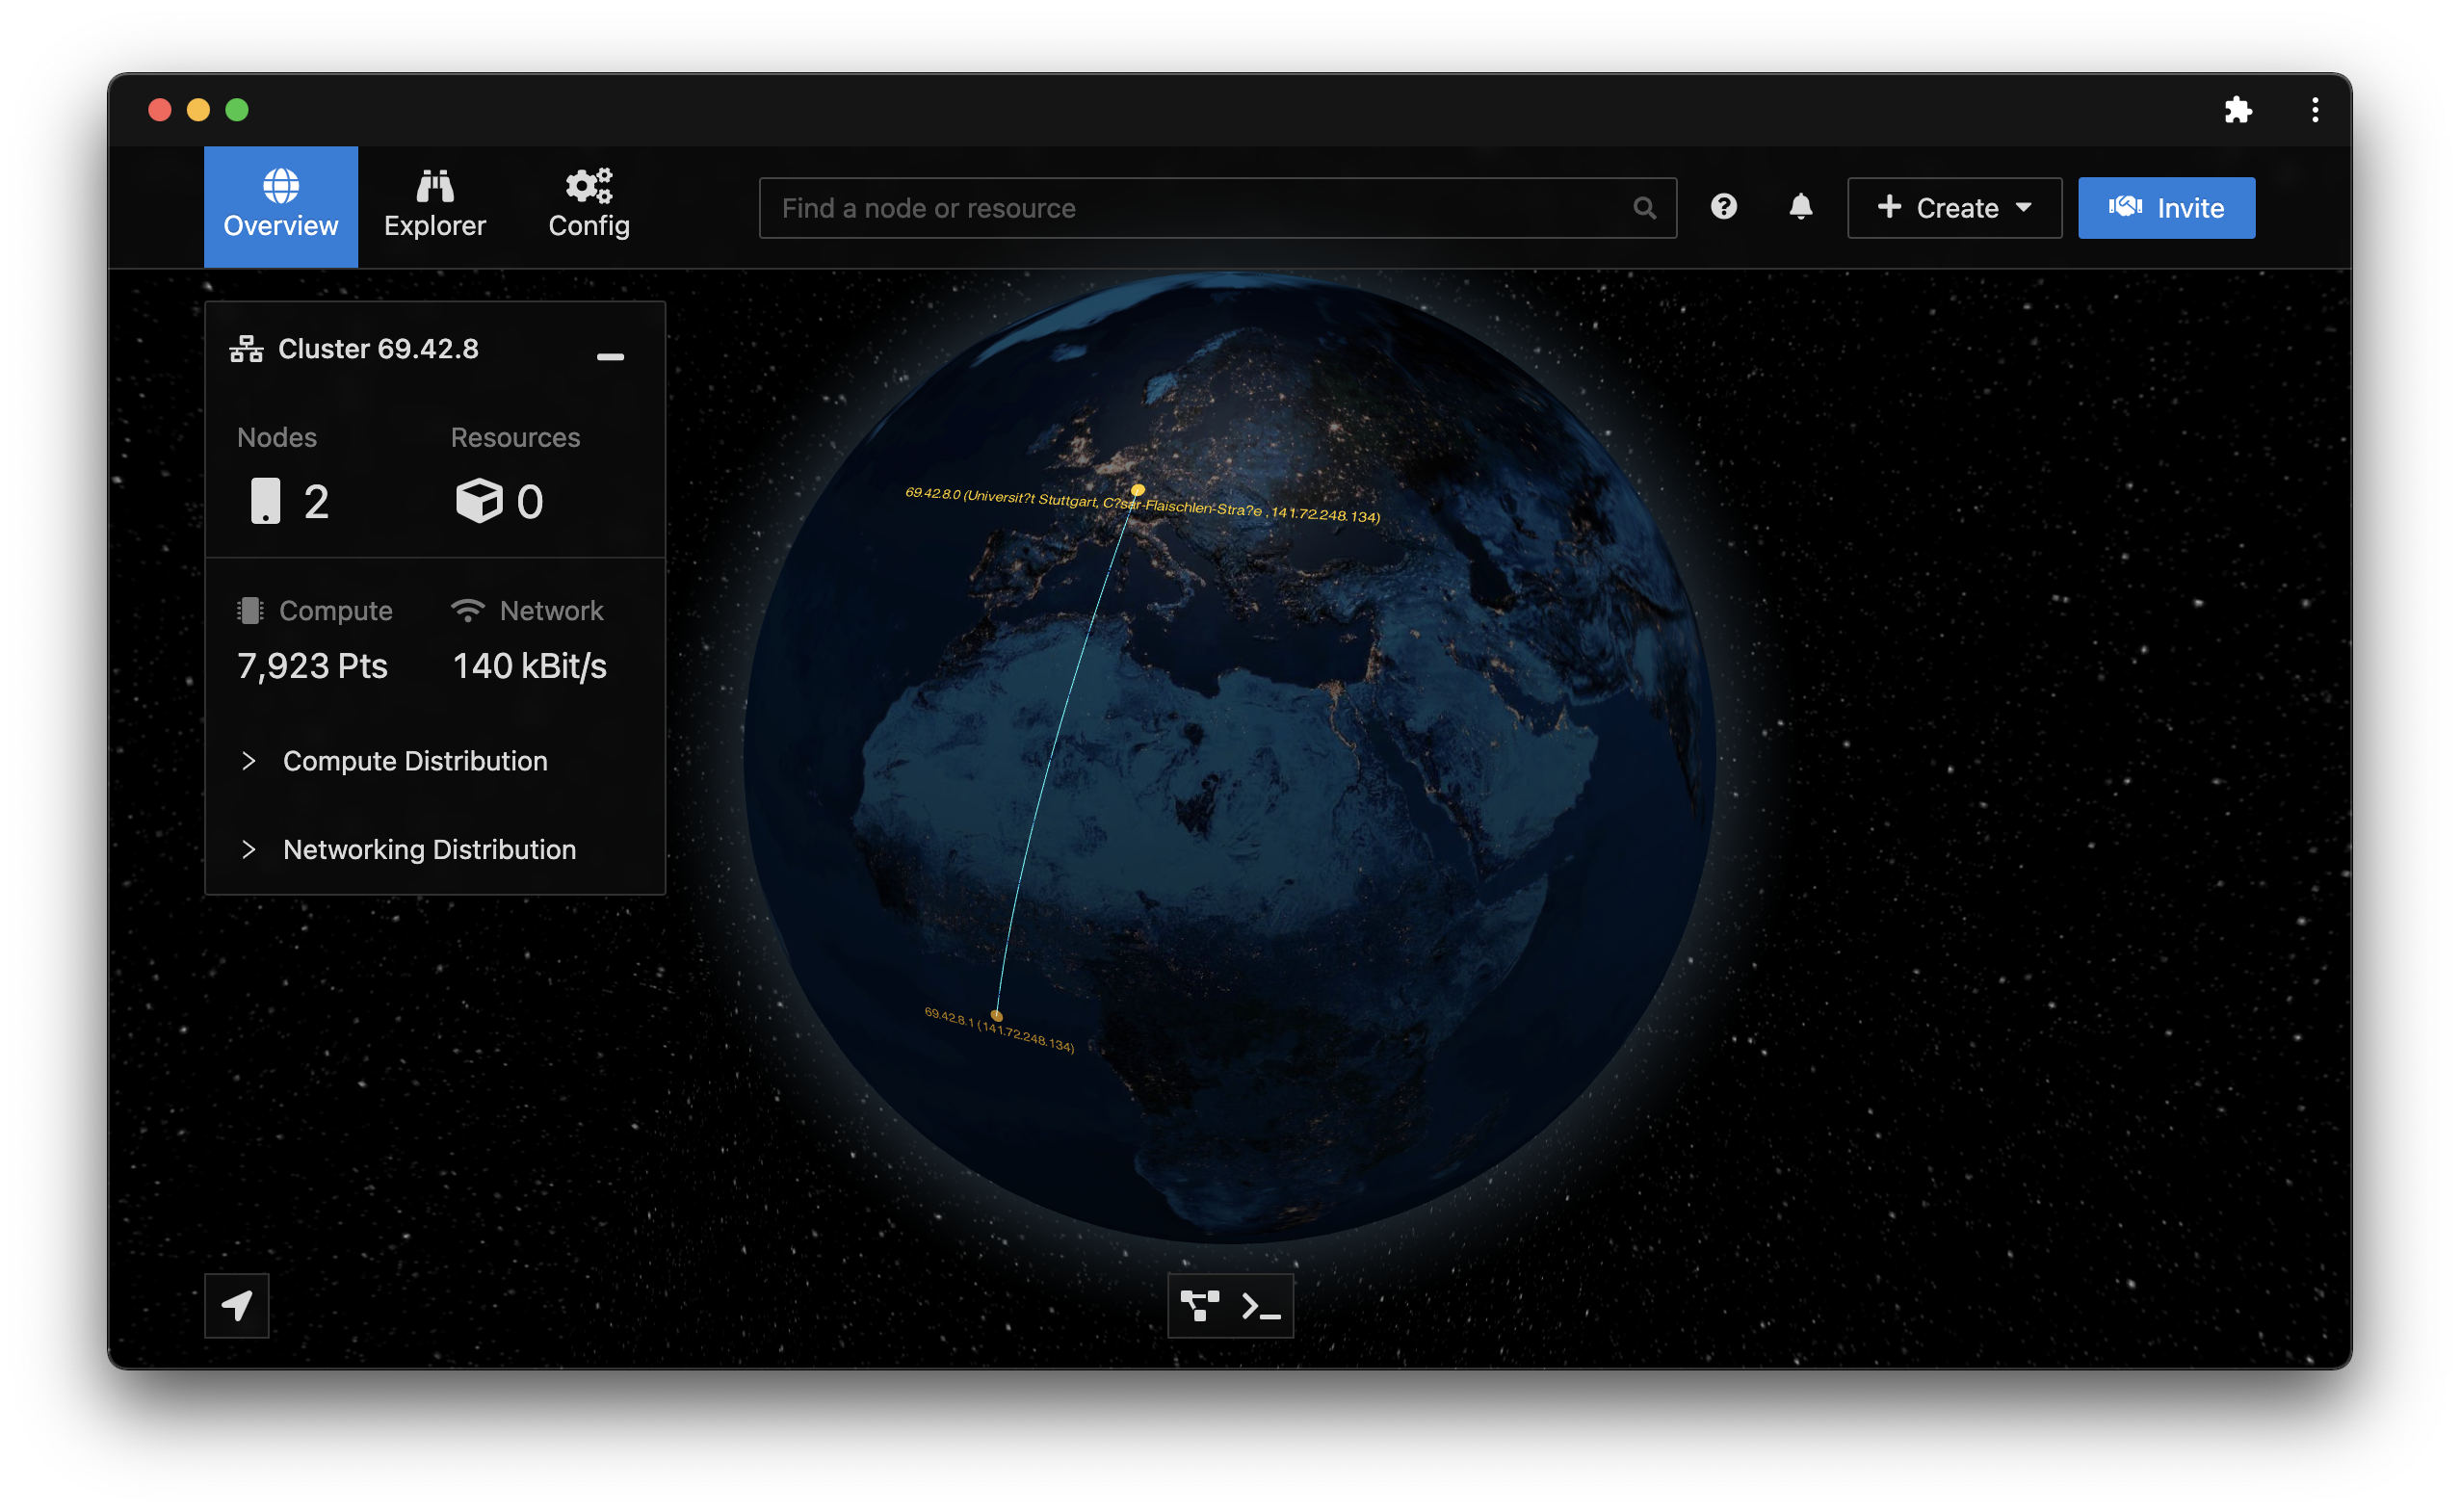 Overview
Explorer
Config
Find a node or resource
Create
Invite
Cluster 69.42.8
Nodes
Resources
2
0
Compute
Network
7,923 Pts
140 kBit/s
Compute Distribution
Networking Distribution
69.42.8.0 (Universit?t Stuttgart, C?sar-Flaischlen-Stra?e , 141.72.248.134)
69.42.8.1 (141.72.248.134)